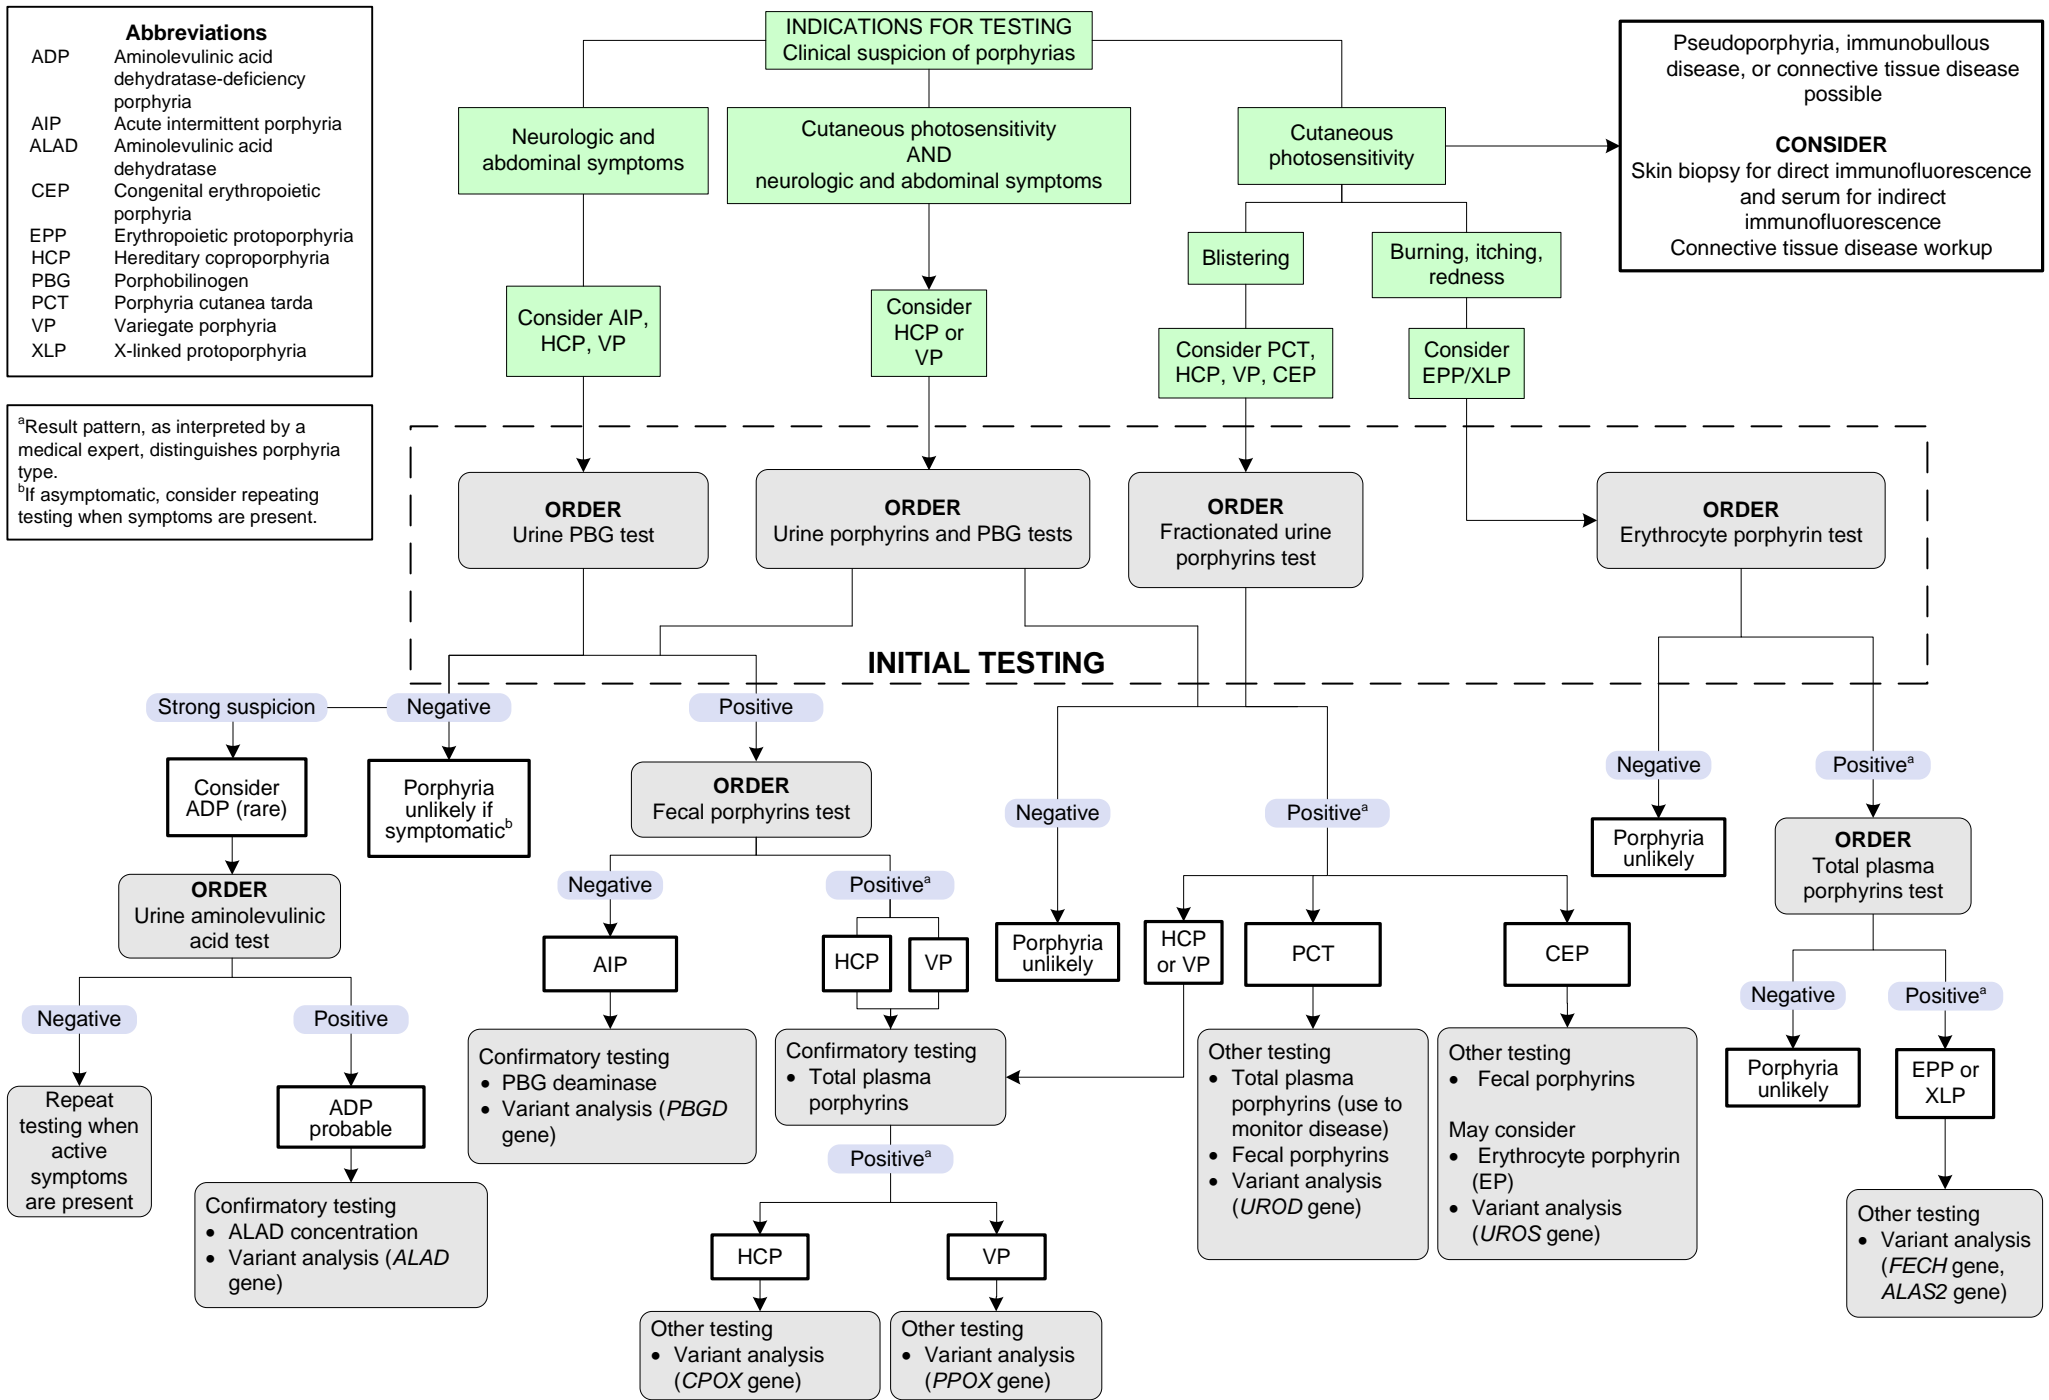 Abbreviations
ADP Aminolevulinic acid
dehydratase-deficiency
porphyria
AIP Acute intermittent porphyria
ALAD Aminolevulinic acid
dehydratase
CEP Congenital erythropoietic
porphyria
EPP Erythropoietic protoporphyria
HCP Hereditary coproporphyria
PBG Porphobilinogen
PCT Porphyria cutanea tarda
VP Variegate porphyria
XLP X-linked protoporphyria
aResult pattern, as interpreted by a
medical expert, distinguishes porphyria
type.
bIf asymptomatic, consider repeating
testing when symptoms are present.
INDICATIONS FOR TESTING
Clinical suspicion of porphyrias
Neurologic and
abdominal symptoms
Cutaneous photosensitivity
AND
neurologic and abdominal symptoms
Cutaneous
photosensitivity
Pseudoporphyria, immunobullous
disease, or connective tissue disease
possible
CONSIDER
Skin biopsy for direct immunofluorescence
and serum for indirect
immunofluorescence
Connective tissue disease workup
Blistering
Burning, itching,
redness
Consider AIP,
HCP, VP
Consider
HCP or
VP
Consider PCT,
HCP, VP, CEP
Consider
EPP/XLP
ORDER
Urine PBG test
ORDER
Urine porphyrins and PBG tests
ORDER
Fractionated urine
porphyrins test
ORDER
Erythrocyte porphyrin test
INITIAL TESTING
Strong suspicion
Negative
Positive
Consider
ADP (rare)
Porphyria
unlikely if
symptomaticb
ORDER
Fecal porphyrins test
Negative
Positivea
Negative
Positivea
Porphyria
unlikely
ORDER
Total plasma
porphyrins test
ORDER
Urine aminolevulinic
acid test
Negative
Positivea
AIP
HCP
VP
Porphyria
unlikely
HCP
or VP
PCT
CEP
Negative
Positive
Negative
Positivea
Repeat
testing when
active
symptoms
are present
ADP
probable
Confirmatory testing
• ALAD concentration
• Variant analysis (ALAD
gene)
Confirmatory testing
• PBG deaminase
• Variant analysis (PBGD
gene)
Confirmatory testing
• Total plasma
porphyrins
Positivea
HCP
VP
Other testing
• Variant analysis
(CPOX gene)
Other testing
• Variant analysis
(PPOX gene)
Other testing
• Total plasma
porphyrins (use to
monitor disease)
• Fecal porphyrins
• Variant analysis
(UROD gene)
Other testing
• Fecal porphyrins
May consider
• Erythrocyte porphyrin
(EP)
• Variant analysis
(UROS gene)
Porphyria
unlikely
EPP or
XLP
Other testing
• Variant analysis
(FECH gene,
ALAS2 gene)